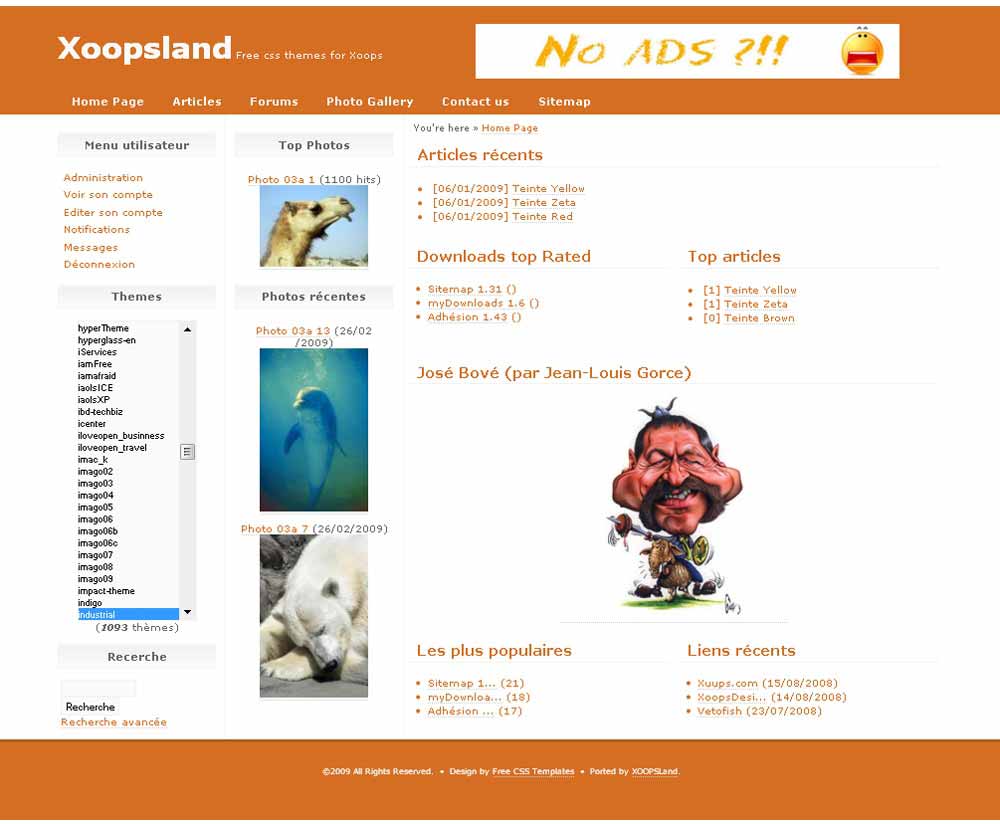 Xoopsland Free css themes for Xoops
No ADS ?!!
Home Page Articles Forums Photo Gallery Contact us Sitemap
Menu utilisateur
Administration
Voir son compte
Editer son compte
Notifications
Messages
Déconnexion
Themes
hyperTheme
hyperglass-en
iServices
iamFree
iamafraid
iaolsICE
iaolsXP
ibd-techbiz
icenter
iloveopen_businness
iloveopen_travel
imac_k
imago02
imago03
imago04
imago05
imago06
imago06b
imago06c
imago07
imago08
imago09
impact-theme
indigo
industrial
(1093 thèmes)
Recerche
Recherche
Recherche avancée
Top Photos
Photo 03a 1 (1100 hits)
Photos récentes
Photo 03a 13 (26/02
/2009)
Photo 03a 7 (26/02/2009)
You're here » Home Page
Articles récents
[06/01/2009] Teinte Yellow
[06/01/2009] Teinte Zeta
[06/01/2009] Teinte Red
Downloads top Rated
Sitemap 1.31 ()
myDownloads 1.6 ()
Adhésion 1.43 ()
Top articles
[1] Teinte Yellow
[1] Teinte Zeta
[0] Teinte Brown
José Bové (par Jean-Louis Gorce)
Les plus populaires
Sitemap 1... (21)
myDownloa... (18)
Adhésion ... (17)
Liens récents
Xuups.com (15/08/2008)
XoopsDesi... (14/08/2008)
Vetofish (23/07/2008)
©2009 All Rights Reserved. • Design by Free CSS Templates • Ported by XOOPSLand.